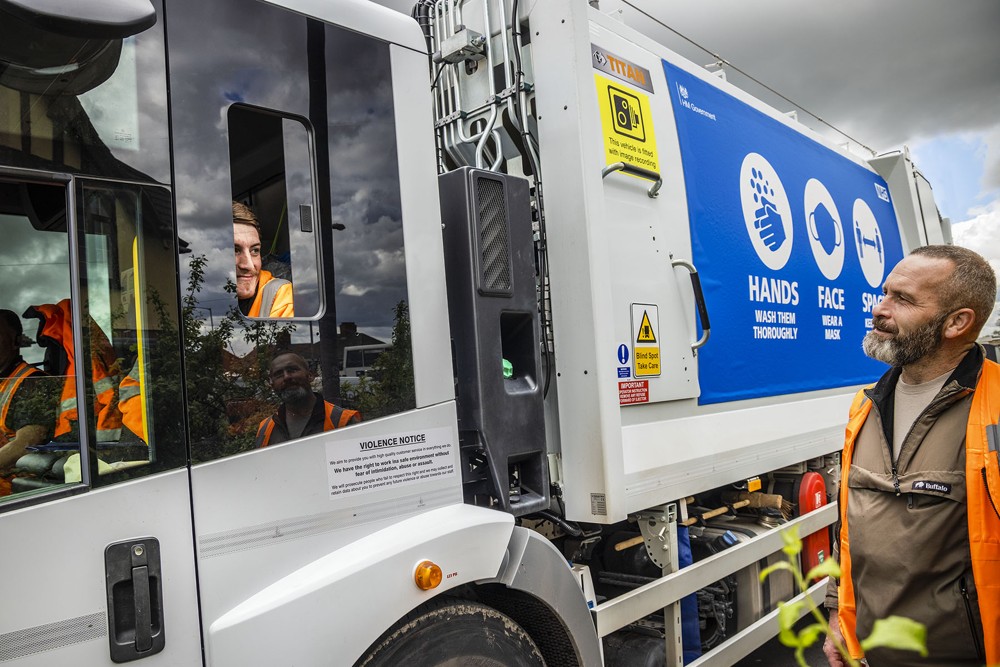 CPD TITAN
This vehicle is fitted
with image recording
HM Government
NHS
HANDS
WASH THEM
THOROUGHLY
FACE
WEAR A
MASK
Blind Spot
Take Care
IMPORTANT
OPERATOR INSTRUCTION
REMOVE ANY REFUSE
FORWARD OF EJECTOR
VIOLENCE NOTICE
We aim to provide you with high quality customer service in everything we do.
We have the right to work ina safe environment without
fear of intimidation, abuse or assault.
We will prosecute people who fail to respect this right and we may collect and
retain data about you to prevent any future violence or abuse towards our staff.
123 PSI
Buffalo